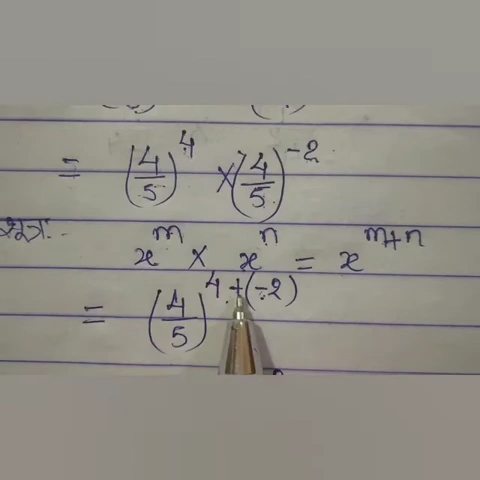 = (4/5)^4 × (4/5)^-2
x^m × x^n = x^m+n
= (4/5)^4+(-2)